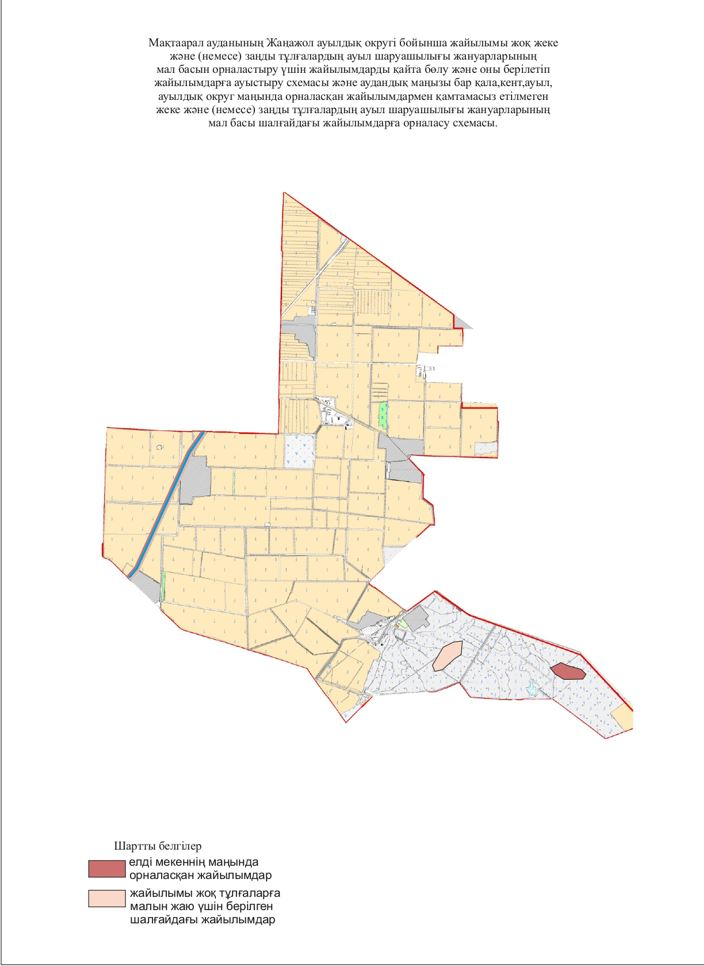 Мақтаарал ауданының Жаңажол ауылдық округі бойынша жайылымы жоқ жеке
және (немесе) заңды тұлғалардың ауыл шаруашылығы жануарларының
мал басын орналастыру үшін жайылымдарды қайта бөлу және оны берілетіп
жайылымдарға ауыстыру схемасы және аудандық маңызы бар қала,кент,ауыл,
ауылдық округ маңында орналасқан жайылымдармен қамтамасыз етілмеген
жеке және (немесе) заңды тұлғалардың ауыл шаруашылығы жануарларының
мал басы шалғайдағы жайылымдарға орналасу схемасы.
Шартты белгілер
елді мекеннің маңында
орналасқан жайылымдар
жайылымы жоқ тұлғаларға
малын жаю үшін берілген
шалғайдағы жайылымдар